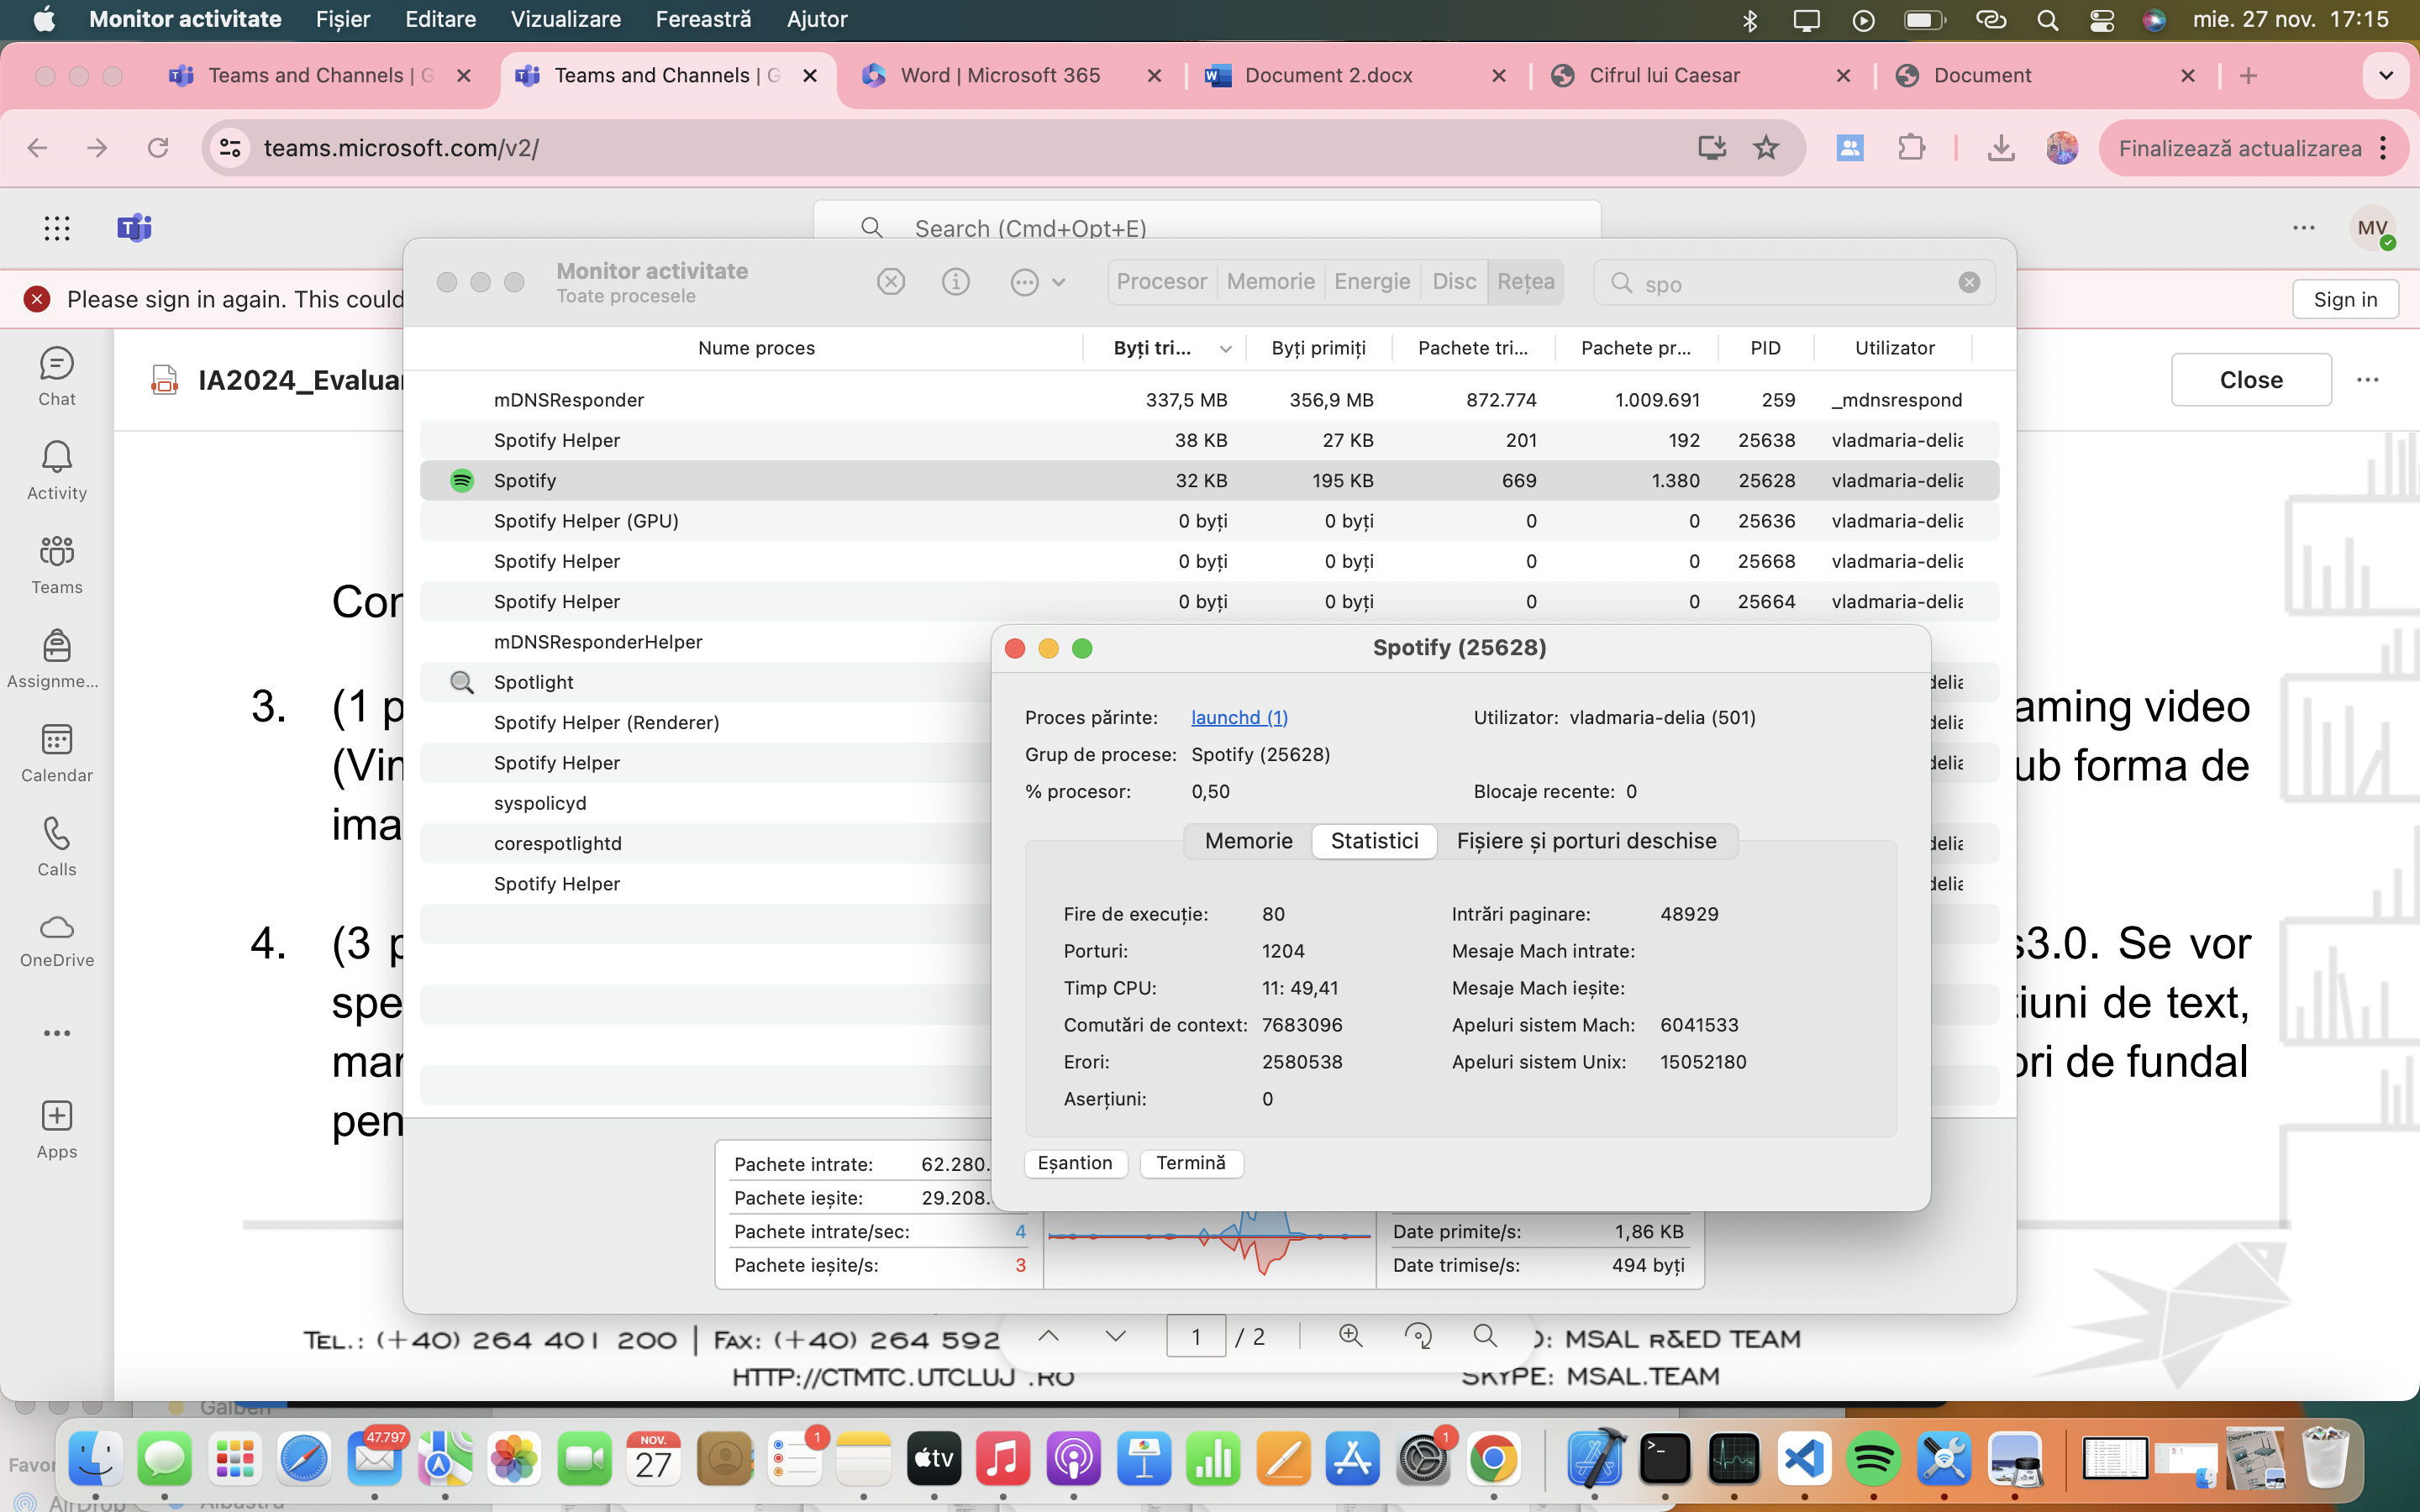 Monitor activitate Fișier Editare Vizualizare Fereastră Ajutor
mie. 27 nov. 17:15
Teams and Channels | G
Teams and Channels | G
Word | Microsoft 365
Document 2.docx
Cifrul lui Caesar
Document
teams.microsoft.com/v2/
Finalizează actualizarea
Search (Cmd+Opt+E)
MV
Please sign in again. This could
Sign in
Chat
Activity
Teams
Assignme...
Calendar
Calls
OneDrive
Apps
IA2024_Evalua
Close
Monitor activitate
Toate procesele
Procesor Memorie Energie Disc Rețea
spo
Nume proces Byți tri... Byți primiți Pachete tri... Pachete pr... PID Utilizator
mDNSResponder 337,5 MB 356,9 MB 872.774 1.009.691 259 _mdnsrespond
Spotify Helper 38 KB 27 KB 201 192 25638 vladmaria-delia
Spotify 32 KB 195 KB 669 1.380 25628 vladmaria-delia
Spotify Helper (GPU) 0 byți 0 byți 0 0 25636 vladmaria-delia
Spotify Helper 0 byți 0 byți 0 0 25668 vladmaria-delia
Spotify Helper 0 byți 0 byți 0 0 25664 vladmaria-delia
mDNSResponderHelper
Spotlight delia
Spotify Helper (Renderer) delia
Spotify Helper delia
syspolicyd
corespotlightd delia
Spotify Helper delia
Spotify (25628)
Proces părinte: launchd (1) Utilizator: vladmaria-delia (501)
Grup de procese: Spotify (25628)
% procesor: 0,50 Blocaje recente: 0
Memorie Statistici Fișiere și porturi deschise
Fire de execuție: 80 Intrări paginare: 48929
Porturi: 1204 Mesaje Mach intrate:
Timp CPU: 11: 49,41 Mesaje Mach ieșite:
Comutări de context: 7683096 Apeluri sistem Mach: 6041533
Erori: 2580538 Apeluri sistem Unix: 15052180
Aserțiuni: 0
Eșantion Termină
Pachete intrate: 62.280.
Pachete ieșite: 29.208.
Pachete intrate/sec: 4 Date primite/s: 1,86 KB
Pachete ieșite/s: 3 Date trimise/s: 494 byți
Cor
3. (1 p aming video
(Vin ub forma de
ima
4. (3 p s3.0. Se vor
spe iuni de text,
mar ori de fundal
pen
1 / 2
TEL.: (+40) 264 401 200 | FAX: (+40) 264 592
HTTP://CTMTC.UTCLUJ.RO
MSAL R&ED TEAM
SKYPE: MSAL.TEAM
Galben
Favor
AirDrop Albastru
47.797
NOV.
27
1
tv
1